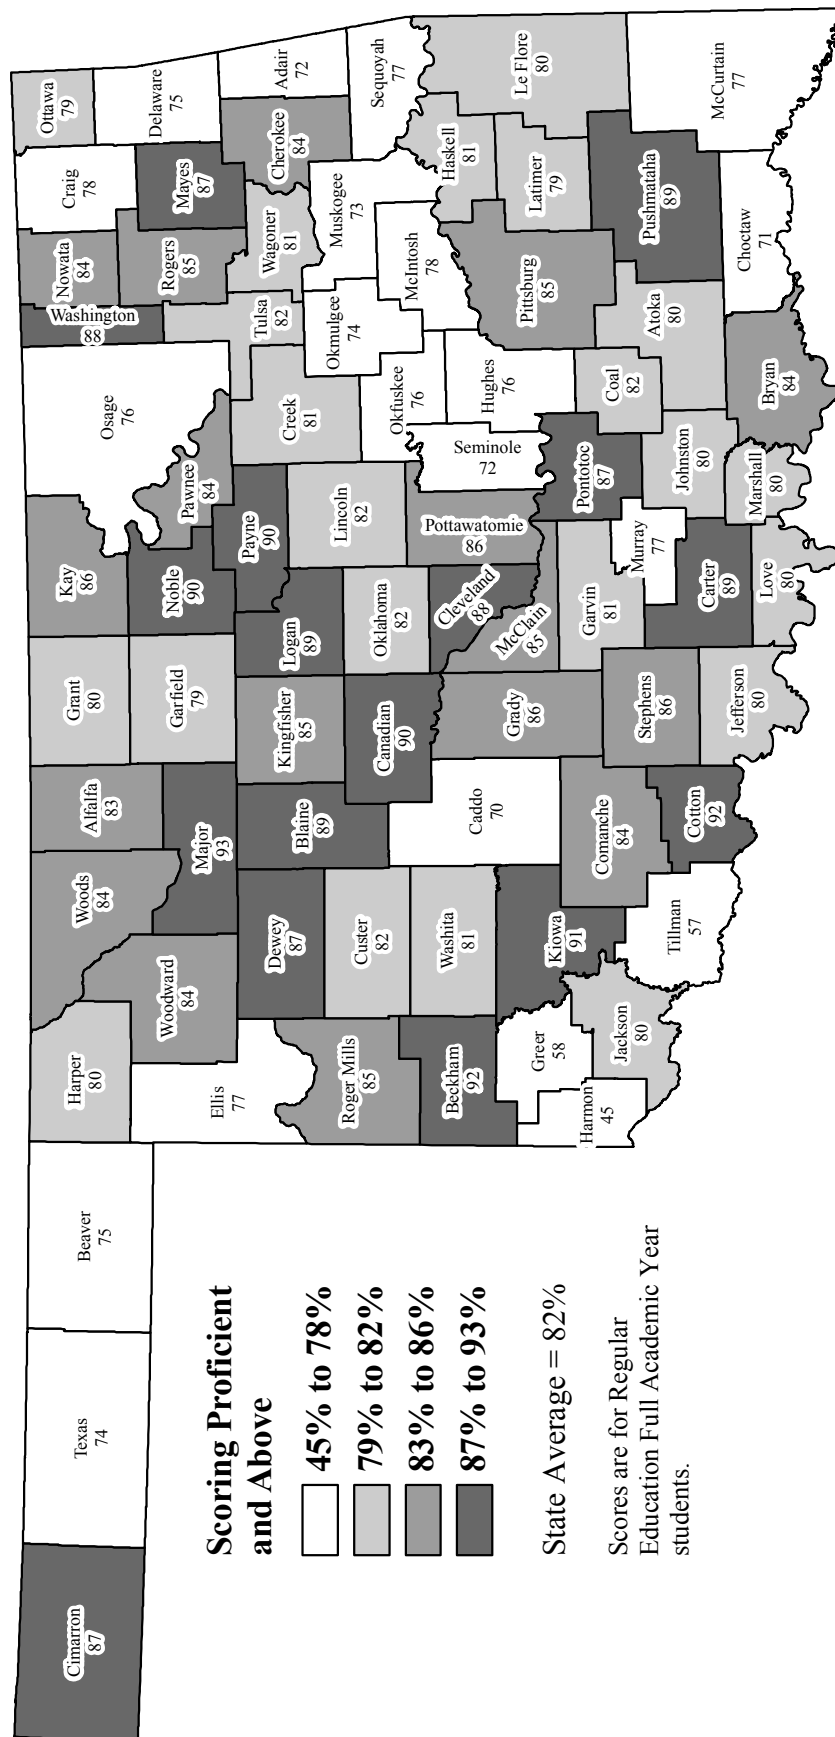 Cimarron
87
Texas
74
Beaver
75
Harper
80
Woods
84
Alfalfa
83
Grant
80
Kay
86
Osage
76
Washington
88
Nowata
84
Craig
78
Ottawa
79
Ellis
77
Woodward
84
Major
93
Garfield
79
Noble
90
Pawnee
84
Rogers
85
Mayes
87
Delaware
75
Roger Mills
85
Dewey
87
Blaine
89
Kingfisher
85
Logan
89
Payne
90
Creek
81
Tulsa
82
Wagoner
81
Cherokee
84
Adair
72
Beckham
92
Custer
82
Washita
81
Canadian
90
Oklahoma
82
Lincoln
82
Okfuskee
76
Okmulgee
74
Muskogee
73
Sequoyah
77
Caddo
70
Grady
86
Cleveland
88
McClain
85
Pottawatomie
86
Seminole
72
Hughes
76
McIntosh
78
Haskell
81
Le Flore
80
Harmon
45
Greer
58
Jackson
80
Kiowa
91
Tillman
57
Comanche
84
Cotton
92
Stephens
86
Jefferson
80
Garvin
81
Murray
77
Carter
89
Love
80
Pontotoc
87
Johnston
80
Marshall
80
Coal
82
Pittsburg
85
Latimer
79
Atoka
80
Bryan
84
Pushmataha
89
Choctaw
71
McCurtain
77
Scoring Proficient
and Above
45% to 78%
79% to 82%
83% to 86%
87% to 93%
State Average = 82%
Scores are for Regular
Education Full Academic Year
students.